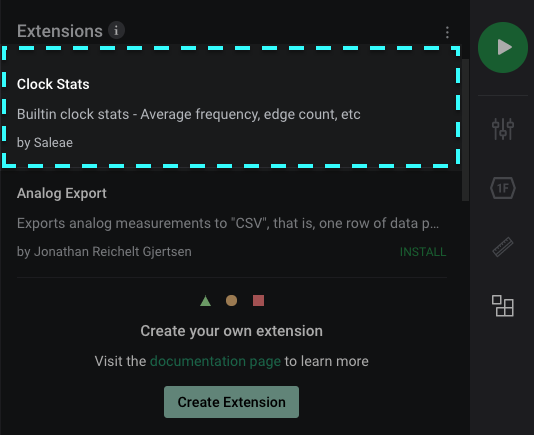 Extensions
Clock Stats
Builtin clock stats - Average frequency, edge count, etc
by Saleae
Analog Export
Exports analog measurements to "CSV", that is, one row of data p...
by Jonathan Reichelt Gjertsen
INSTALL
Create your own extension
Visit the documentation page to learn more
Create Extension
1F